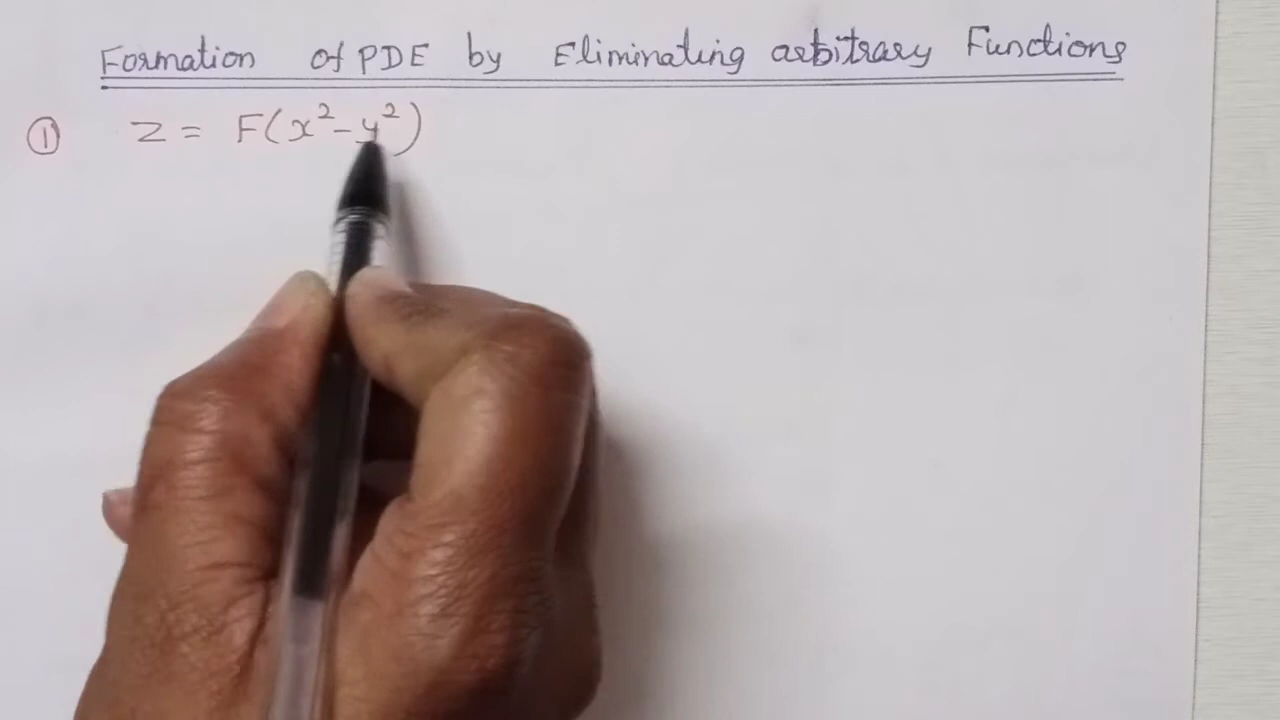 Formation of PDE by Eliminating arbitrary Functions
① Z = F(x²-y²)